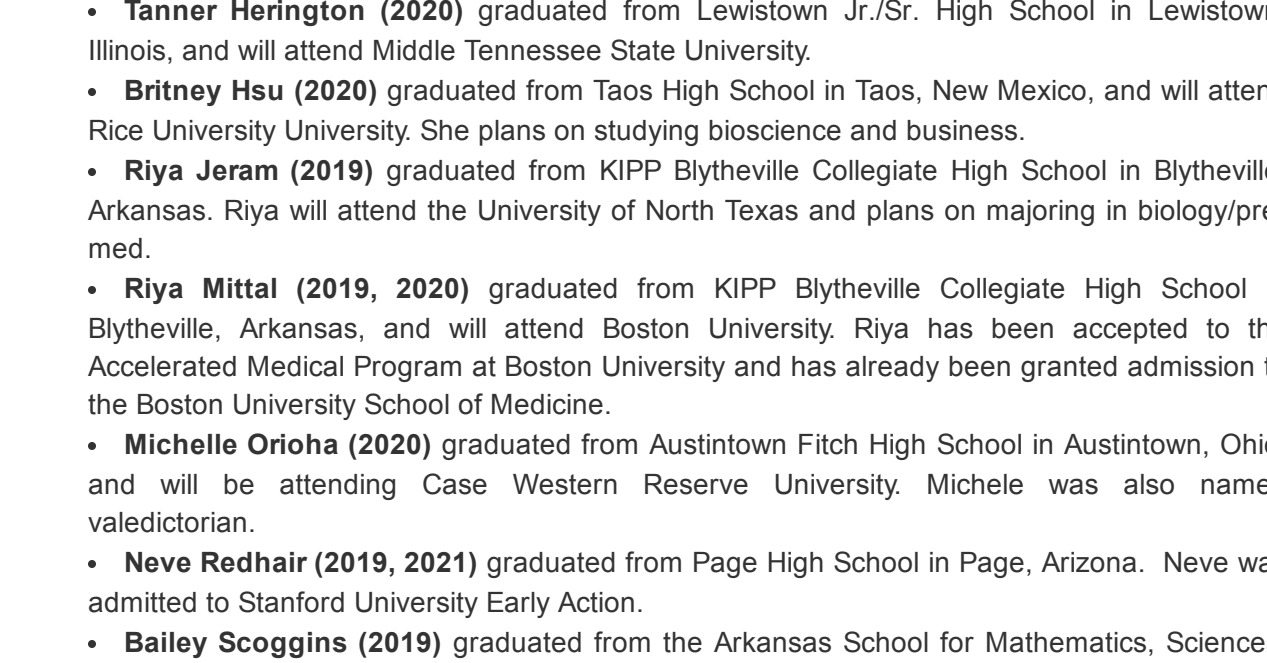 • Tanner Herington (2020) graduated from Lewistown Jr./Sr. High School in Lewistown
Illinois, and will attend Middle Tennessee State University.
• Britney Hsu (2020) graduated from Taos High School in Taos, New Mexico, and will atten
Rice University University. She plans on studying bioscience and business.
• Riya Jeram (2019) graduated from KIPP Blytheville Collegiate High School in Blytheville
Arkansas. Riya will attend the University of North Texas and plans on majoring in biology/pre
med.
• Riya Mittal (2019, 2020) graduated from KIPP Blytheville Collegiate High School
Blytheville, Arkansas, and will attend Boston University. Riya has been accepted to th
Accelerated Medical Program at Boston University and has already been granted admission t
the Boston University School of Medicine.
• Michelle Orioha (2020) graduated from Austintown Fitch High School in Austintown, Ohio
and will be attending Case Western Reserve University. Michele was also name
valedictorian.
• Neve Redhair (2019, 2021) graduated from Page High School in Page, Arizona. Neve wa
admitted to Stanford University Early Action.
• Bailey Scoggins (2019) graduated from the Arkansas School for Mathematics, Science